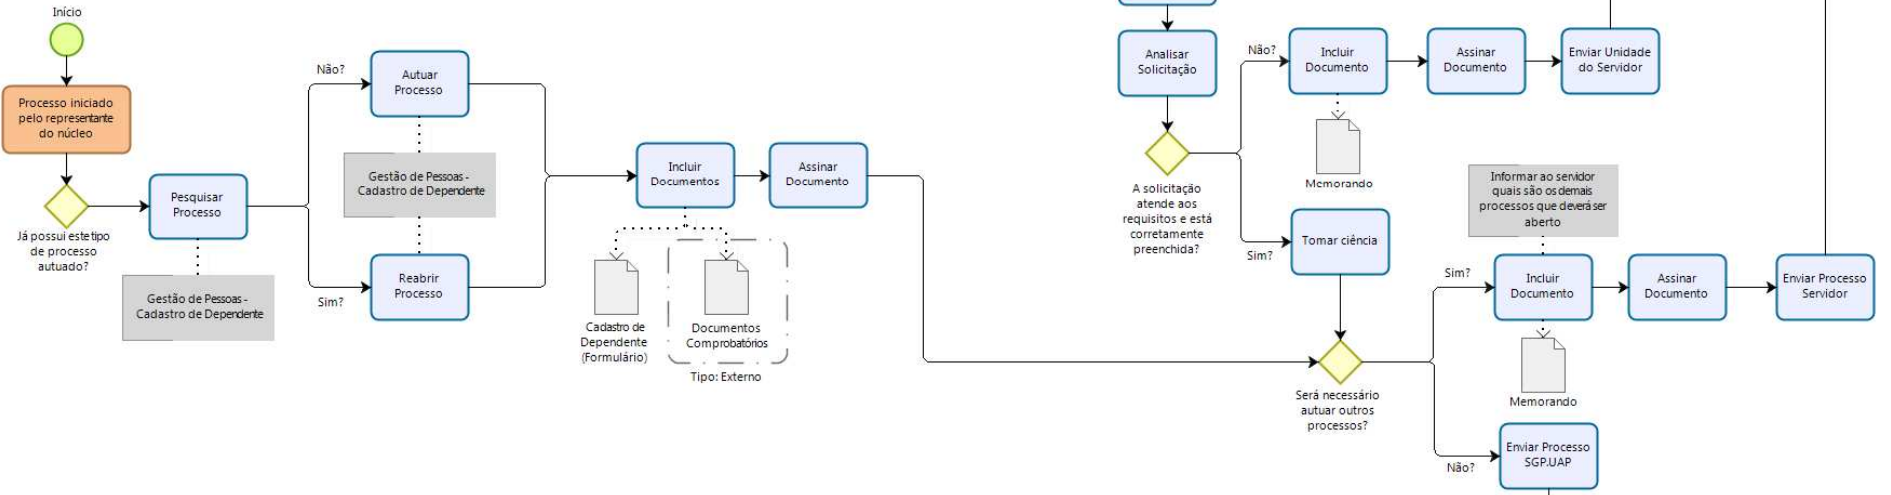 Início
Processo iniciado
pelo representante
do núcleo
Já possui este tipo
de processo
autuado?
Pesquisar
Processo
Gestão de Pessoas -
Cadastro de Dependente
Não?
Autuar
Processo
Gestão de Pessoas -
Cadastro de Dependente
Sim?
Reabrir
Processo
Incluir
Documentos
Assinar
Documento
Cadastro de
Dependente
(Formulário)
Documentos
Comprobatórios
Tipo: Externo
Analisar
Solicitação
A solicitação
atende aos
requisitos e está
corretamente
preenchida?
Não?
Incluir
Documento
Assinar
Documento
Enviar Unidade
do Servidor
Memorando
Sim?
Tomar ciência
Será necessário
autuar outros
processos?
Informar ao servidor
quais são os demais
processos que deverá ser
aberto
Sim?
Incluir
Documento
Assinar
Documento
Enviar Processo
Servidor
Memorando
Não?
Enviar Processo
SGP.UAP